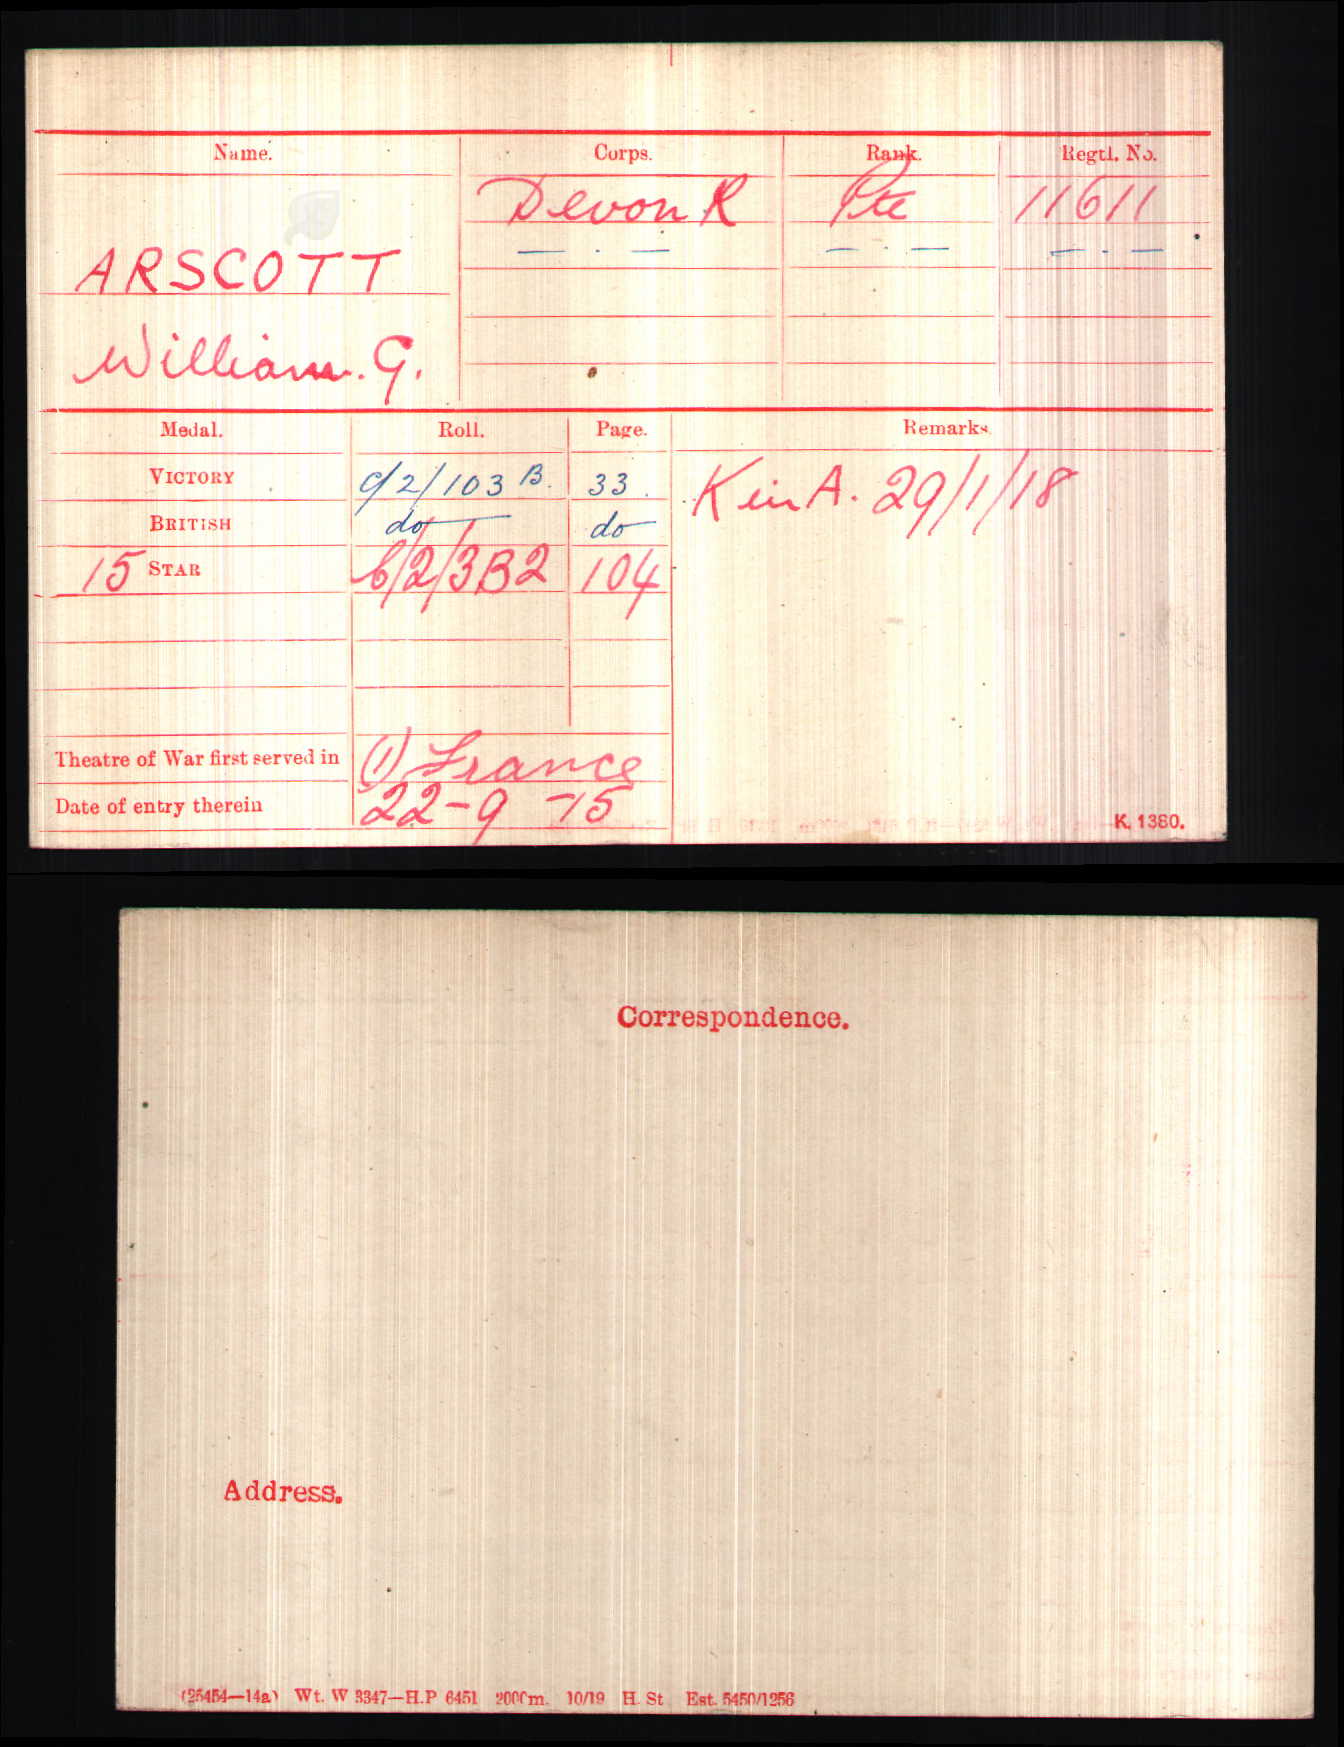 Name. Corps. Rank. Regtl. No.
Devon R Pte 11611
— . — — . — — . —
ARSCOTT
William. G.
Medal. Roll. Page. Remarks.
VICTORY C/2/103 B. 33. K in A. 29/1/18
BRITISH do do
15 STAR C/2/3B2 104
Theatre of War first served in (1) France
Date of entry therein 22-9-15
K. 1380.
Correspondence.
Address.
(25454—14a) Wt. W 3347—H.P 6451 2000m. 10/19 H. St Est. 5450/1256